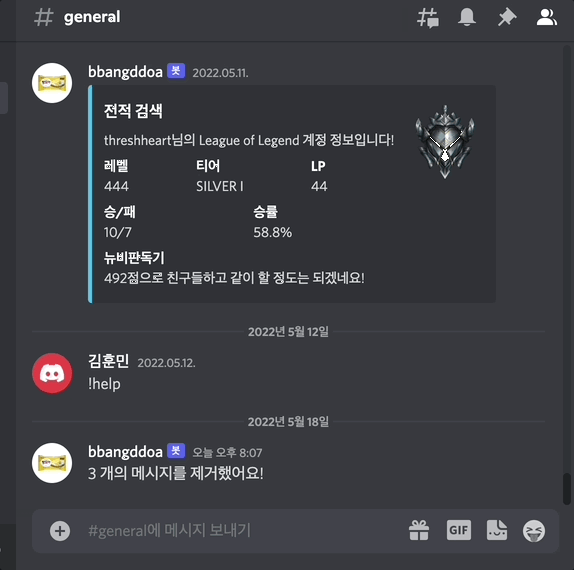 # general
bbangddoa 봇 2022.05.11.
전적 검색
threshheart님의 League of Legend 계정 정보입니다!
레벨 티어 LP
444 SILVER I 44
승/패 승률
10/7 58.8%
뉴비판독기
492점으로 친구들하고 같이 할 정도는 되겠네요!
2022년 5월 12일
김훈민 2022.05.12.
!help
2022년 5월 18일
bbangddoa 봇 오늘 오후 8:07
3 개의 메시지를 제거했어요!
#general에 메시지 보내기
GIF